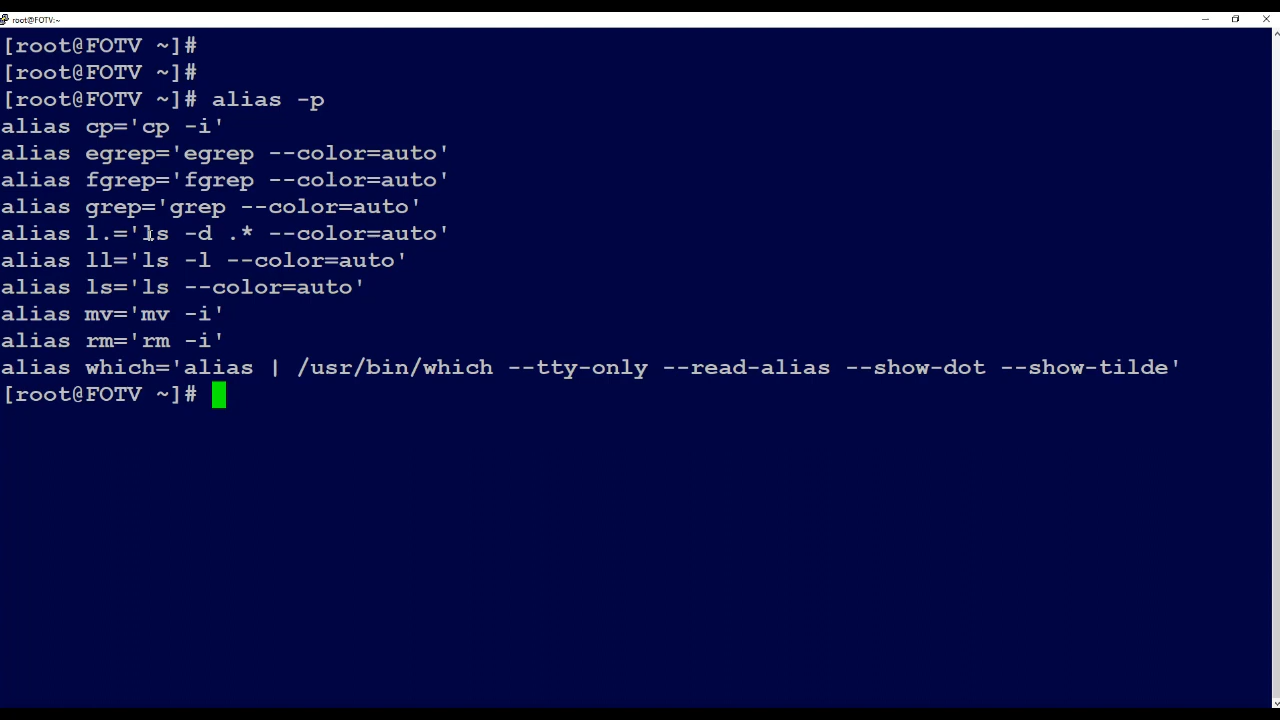 root@FOTV:~
[root@FOTV ~]#
[root@FOTV ~]#
[root@FOTV ~]# alias -p
alias cp='cp -i'
alias egrep='egrep --color=auto'
alias fgrep='fgrep --color=auto'
alias grep='grep --color=auto'
alias l.='ls -d .* --color=auto'
alias ll='ls -l --color=auto'
alias ls='ls --color=auto'
alias mv='mv -i'
alias rm='rm -i'
alias which='alias | /usr/bin/which --tty-only --read-alias --show-dot --show-tilde'
[root@FOTV ~]#